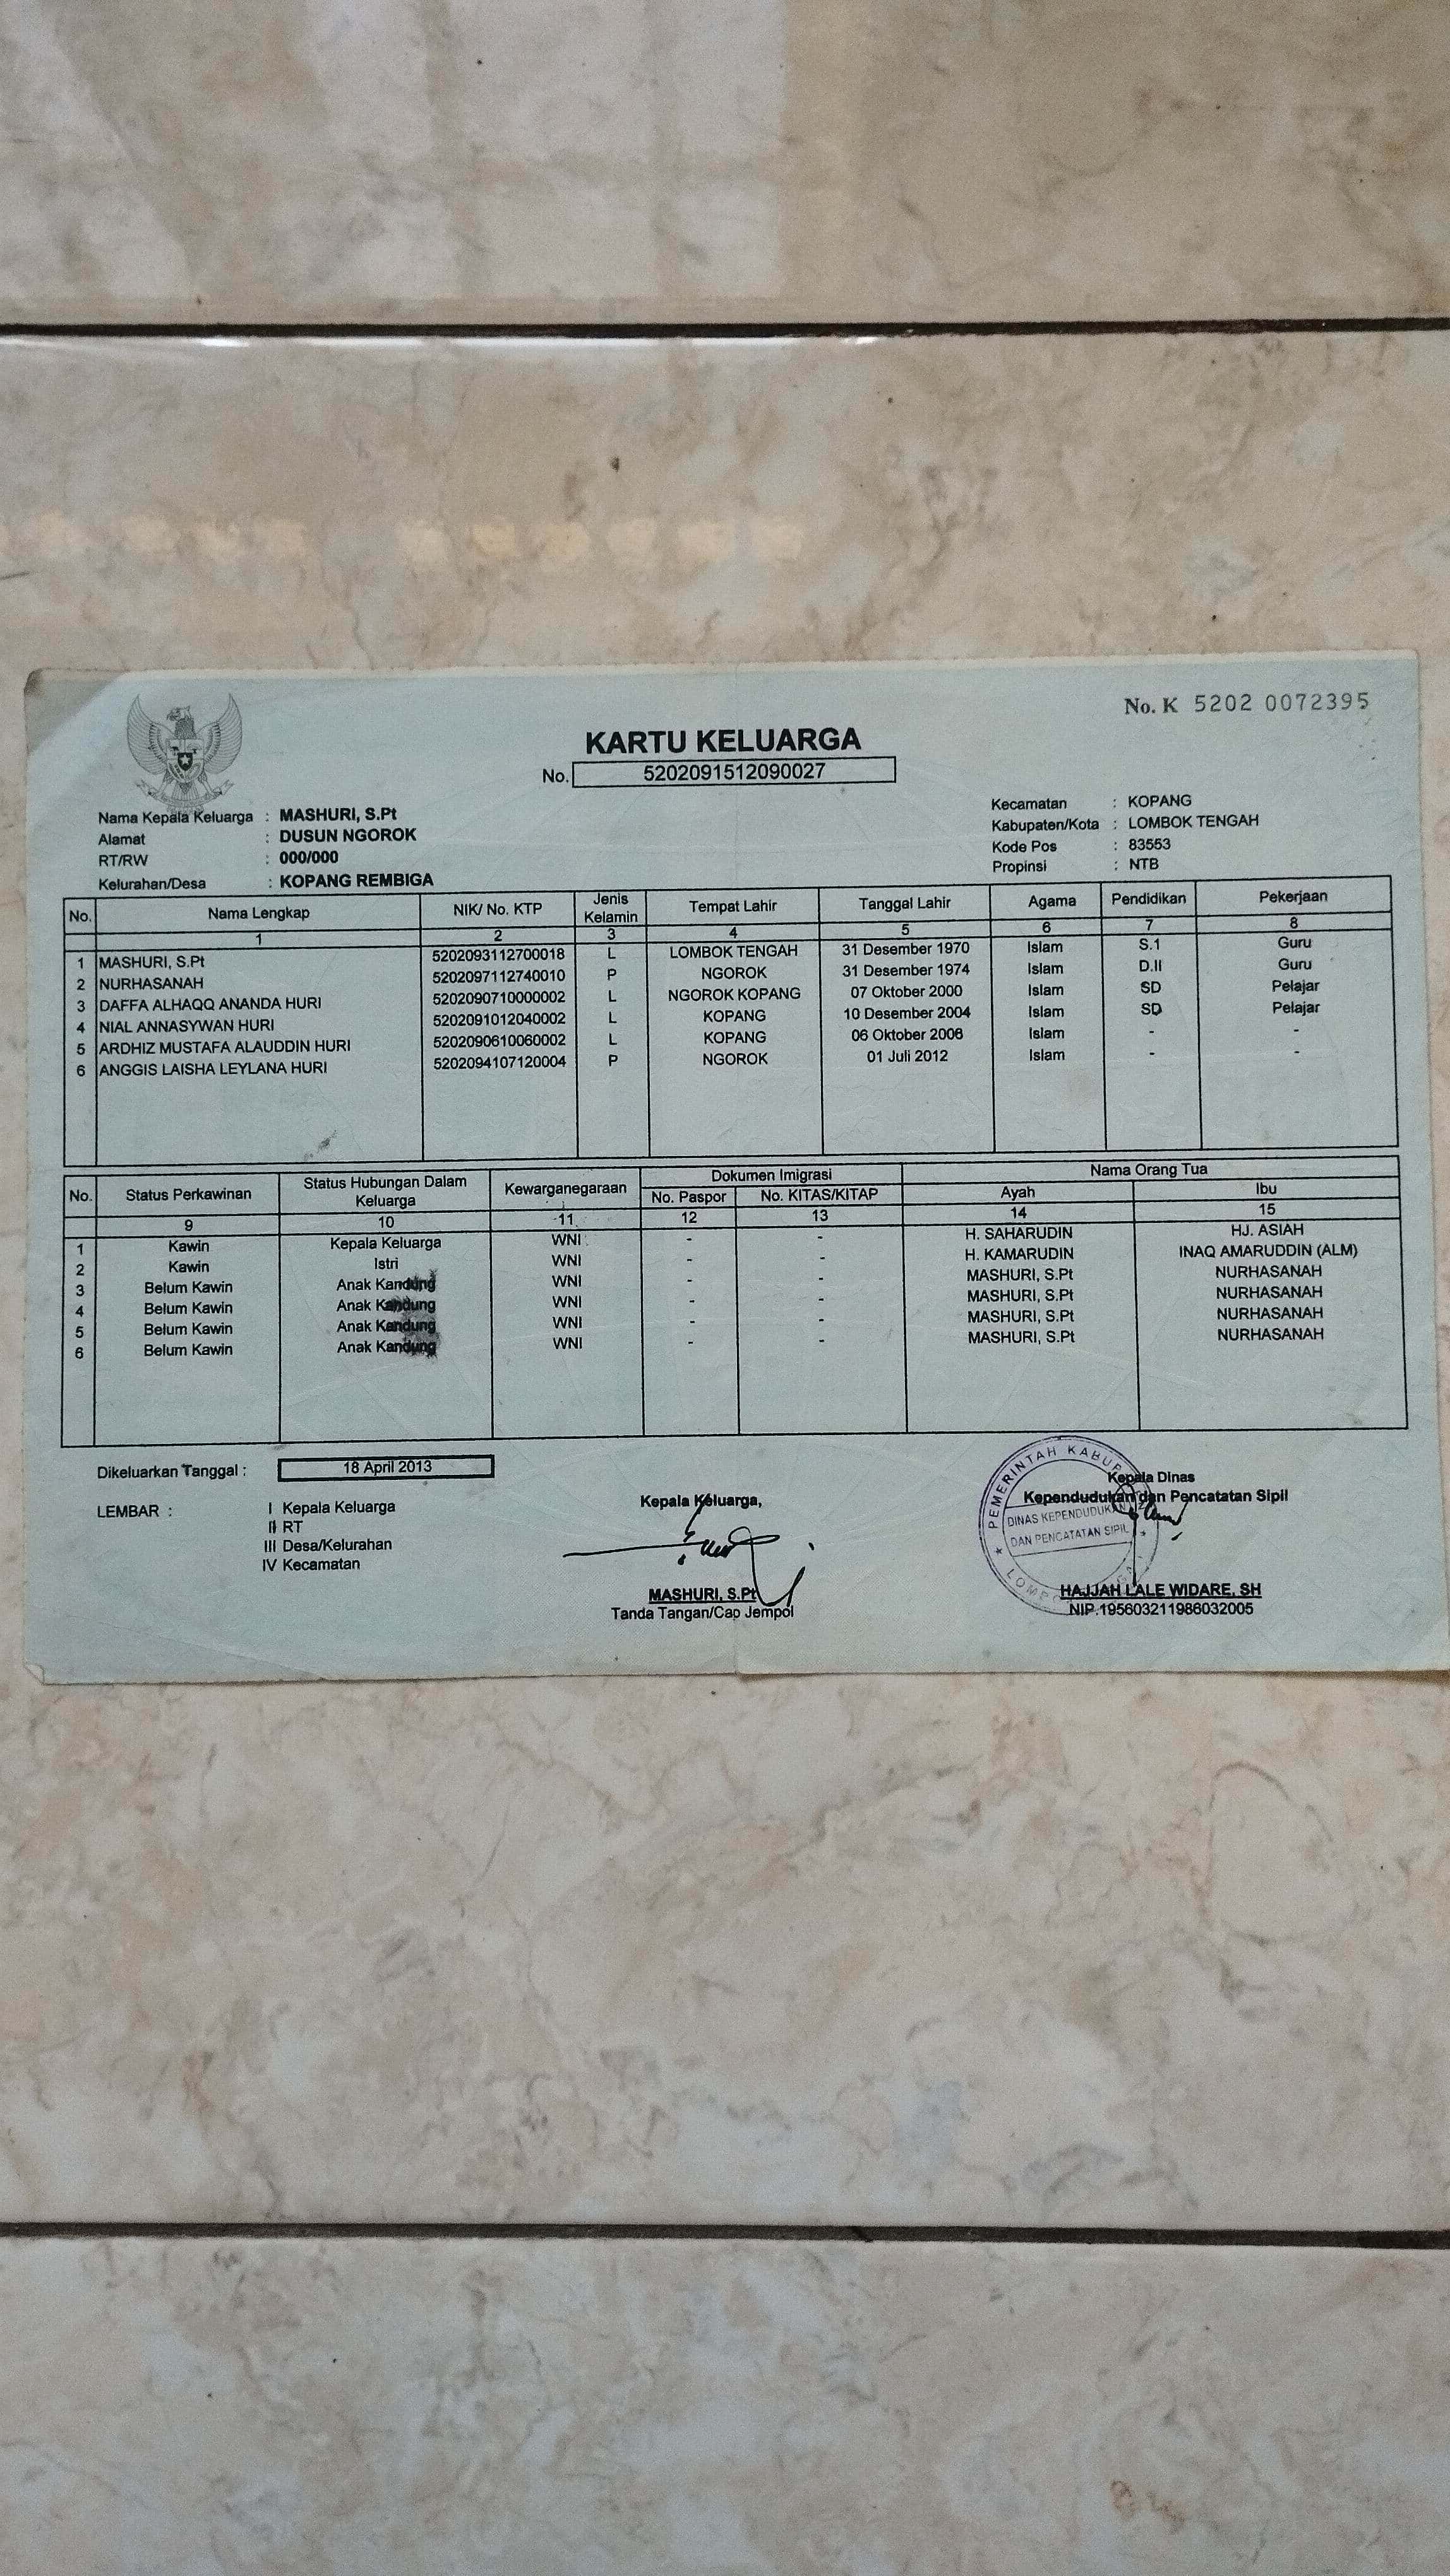 No. K 5202 0072395
KARTU KELUARGA
No. 5202091512090027
Nama Kepala Keluarga : MASHURI, S.Pt
Alamat : DUSUN NGOROK
RT/RW : 000/000
Kelurahan/Desa : KOPANG REMBIGA
Kecamatan : KOPANG
Kabupaten/Kota : LOMBOK TENGAH
Kode Pos : 83553
Propinsi : NTB
No. Nama Lengkap NIK/ No. KTP Jenis Kelamin Tempat Lahir Tanggal Lahir Agama Pendidikan Pekerjaan
1 2 3 4 5 6 7 8
1 MASHURI, S.Pt 5202093112700018 L LOMBOK TENGAH 31 Desember 1970 Islam S.1 Guru
2 NURHASANAH 5202097112740010 P NGOROK 31 Desember 1974 Islam D.II Guru
3 DAFFA ALHAQQ ANANDA HURI 5202090710000002 L NGOROK KOPANG 07 Oktober 2000 Islam SD Pelajar
4 NIAL ANNASYWAN HURI 5202091012040002 L KOPANG 10 Desember 2004 Islam SD Pelajar
5 ARDHIZ MUSTAFA ALAUDDIN HURI 5202090610060002 L KOPANG 06 Oktober 2006 Islam - -
6 ANGGIS LAISHA LEYLANA HURI 5202094107120004 P NGOROK 01 Juli 2012 Islam - -
No. Status Perkawinan Status Hubungan Dalam Keluarga Kewarganegaraan Dokumen Imigrasi Nama Orang Tua
No. Paspor No. KITAS/KITAP Ayah Ibu
9 10 11 12 13 14 15
1 Kawin Kepala Keluarga WNI - - H. SAHARUDIN HJ. ASIAH
2 Kawin Istri WNI - - H. KAMARUDIN INAQ AMARUDDIN (ALM)
3 Belum Kawin Anak Kandung WNI - - MASHURI, S.Pt NURHASANAH
4 Belum Kawin Anak Kandung WNI - - MASHURI, S.Pt NURHASANAH
5 Belum Kawin Anak Kandung WNI - - MASHURI, S.Pt NURHASANAH
6 Belum Kawin Anak Kandung WNI - - MASHURI, S.Pt NURHASANAH
Dikeluarkan Tanggal : 18 April 2013
LEMBAR : I Kepala Keluarga
II RT
III Desa/Kelurahan
IV Kecamatan
Kepala Keluarga,
MASHURI, S.Pt
Tanda Tangan/Cap Jempol
Kepala Dinas
Kependudukan dan Pencatatan Sipil
PEMERINTAH
DINAS KEPENDUDUKAN
DAN PENCATATAN SIPIL
HAJJAH LALE WIDARE, SH
NIP.195603211986032005